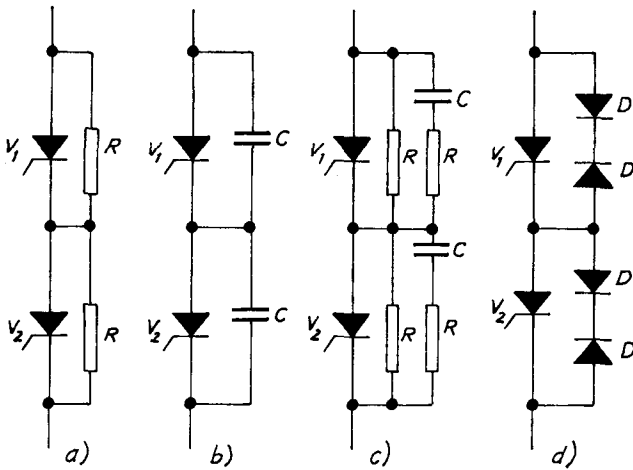 V₁ R V₁ C V₁ R R C V₁ D D
V₂ R V₂ C V₂ R R C V₂ D D
a) b) c) d)